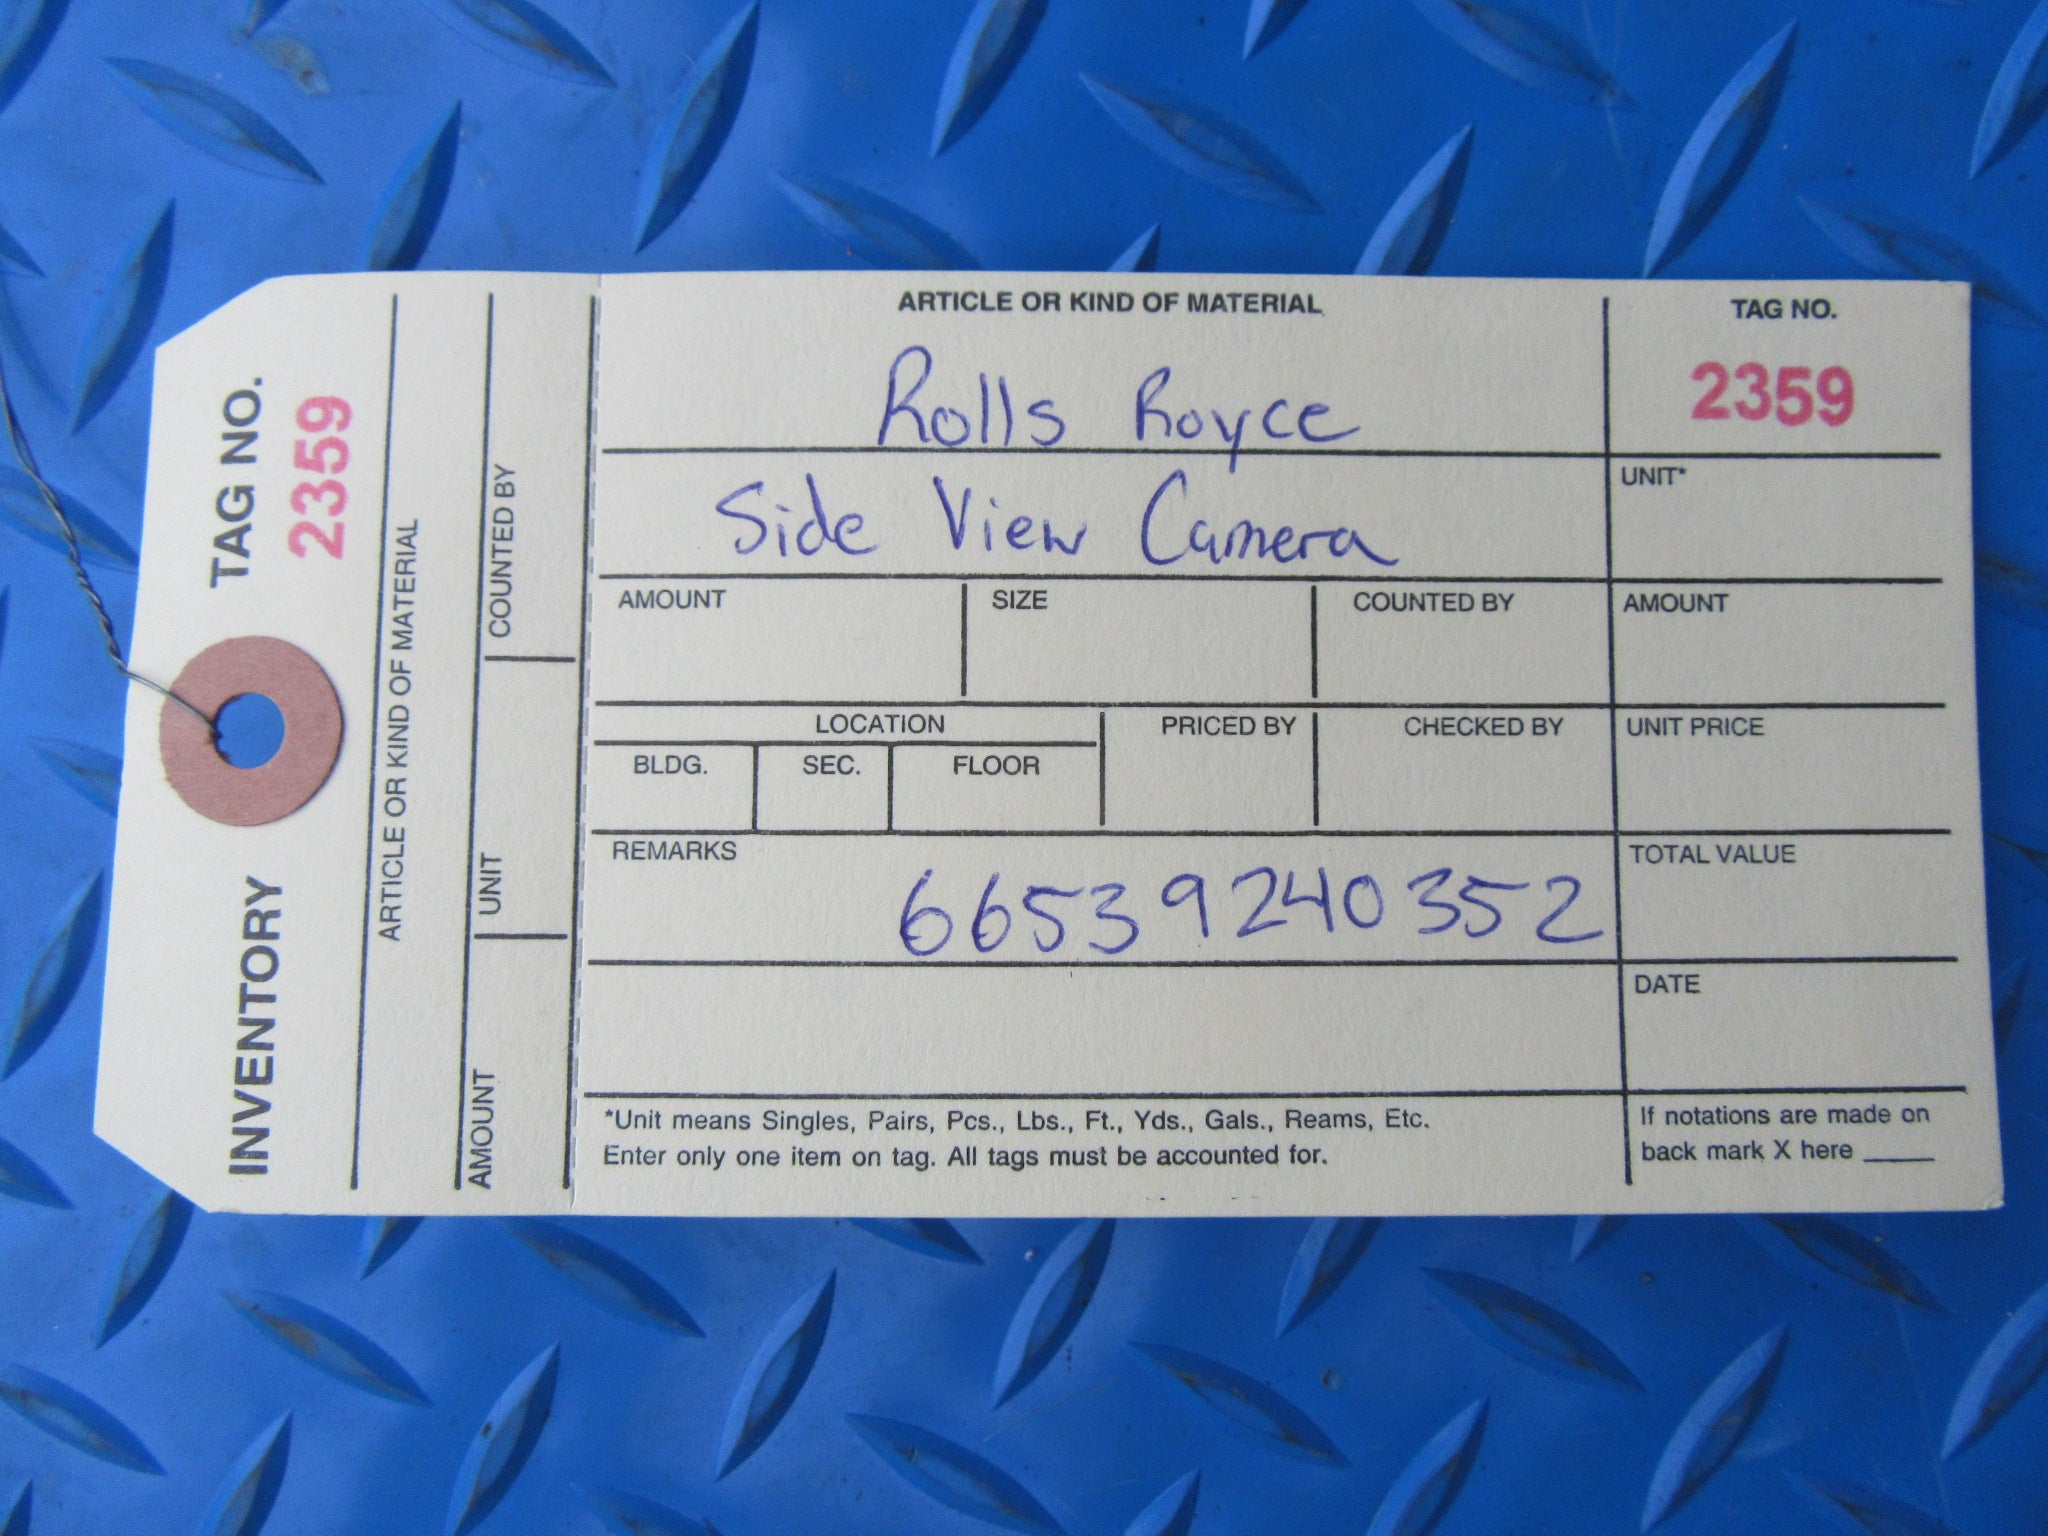 INVENTORY TAG NO.
2359
ARTICLE OR KIND OF MATERIAL
AMOUNT UNIT COUNTED BY
ARTICLE OR KIND OF MATERIAL TAG NO.
Rolls Royce 2359
Side View Camera UNIT*
AMOUNT SIZE COUNTED BY AMOUNT
LOCATION PRICED BY CHECKED BY UNIT PRICE
BLDG. SEC. FLOOR
REMARKS 66539240352 TOTAL VALUE
DATE
*Unit means Singles, Pairs, Pcs., Lbs., Ft., Yds., Gals., Reams, Etc.
Enter only one item on tag. All tags must be accounted for.
If notations are made on
back mark X here _____